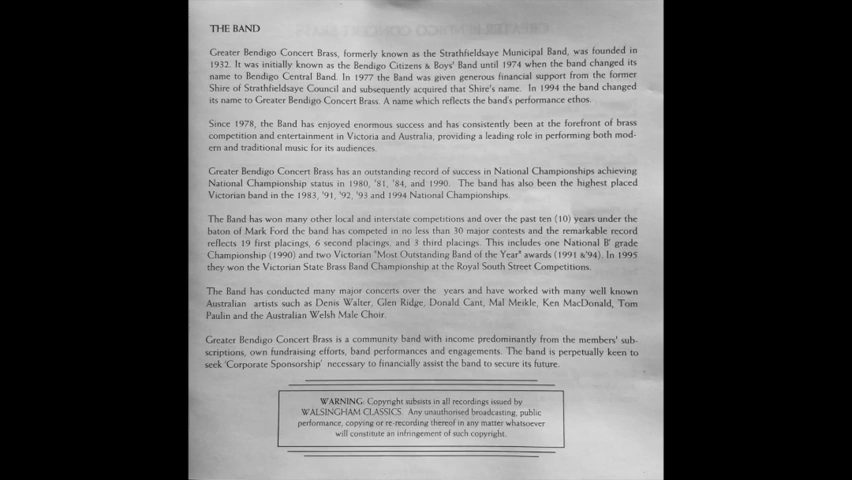 THE BAND
Greater Bendigo Concert Brass, formerly known as the Strathfieldsaye Municipal Band, was founded in
1932. It was initially known as the Bendigo Citizens & Boys' Band until 1974 when the band changed its
name to Bendigo Central Band. In 1977 the Band was given generous financial support from the former
Shire of Strathfieldsaye Council and subsequently acquired that Shire's name. In 1994 the band changed
its name to Greater Bendigo Concert Brass. A name which reflects the band's performance ethos.
Since 1978, the Band has enjoyed enormous success and has consistently been at the forefront of brass
competition and entertainment in Victoria and Australia, providing a leading role in performing both mod-
ern and traditional music for its audiences.
Greater Bendigo Concert Brass has an outstanding record of success in National Championships achieving
National Championship status in 1980, '81, '84, and 1990. The band has also been the highest placed
Victorian band in the 1983, '91, '92, '93 and 1994 National Championships.
The Band has won many other local and interstate competitions and over the past ten (10) years under the
baton of Mark Ford the band has competed in no less than 30 major contests and the remarkable record
reflects 19 first placings, 6 second placings, and 3 third placings. This includes one National B' grade
Championship (1990) and two Victorian "Most Outstanding Band of the Year" awards (1991 &'94). In 1995
they won the Victorian State Brass Band Championship at the Royal South Street Competitions.
The Band has conducted many major concerts over the years and have worked with many well known
Australian artists such as Denis Walter, Glen Ridge, Donald Cant, Mal Meikle, Ken MacDonald, Tom
Paulin and the Australian Welsh Male Choir.
Greater Bendigo Concert Brass is a community band with income predominantly from the members' sub-
scriptions, own fundraising efforts, band performances and engagements. The band is perpetually keen to
seek 'Corporate Sponsorship' necessary to financially assist the band to secure its future.
WARNING: Copyright subsists in all recordings issued by
WALSINGHAM CLASSICS. Any unauthorised broadcasting, public
performance, copying or re-recording thereof in any matter whatsoever
will constitute an infringement of such copyright.